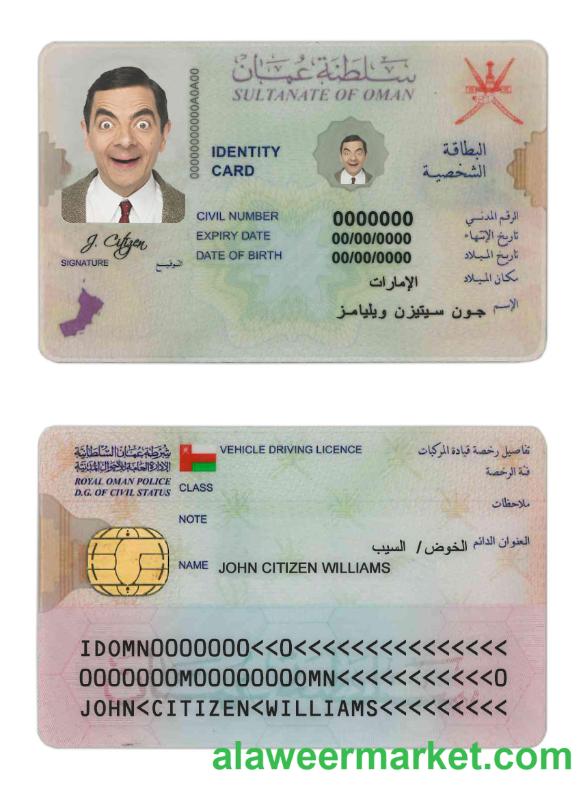 سلطنة عمان
SULTANATE OF OMAN
0000000000A0A00
IDENTITY CARD
البطاقة الشخصية
CIVIL NUMBER 0000000 الرقم المدني
EXPIRY DATE 00/00/0000 تاريخ الإنتهاء
DATE OF BIRTH 00/00/0000 تاريخ الميلاد
الإمارات مكان الميلاد
الإسم جون سيتيزن ويليامز
J. Citizen
SIGNATURE التوقيع
شرطة عمان السلطانية
الإدارة العامة للأحوال المدنية
ROYAL OMAN POLICE
D.G. OF CIVIL STATUS
VEHICLE DRIVING LICENCE تفاصيل رخصة قيادة المركبات
CLASS فئة الرخصة
NOTE ملاحظات
العنوان الدائم الخوض/ السيب
NAME JOHN CITIZEN WILLIAMS
IDOMN0000000<<0<<<<<<<<<<<<<<<
0000000M00000000OMN<<<<<<<<<<<0
JOHN<CITIZEN<WILLIAMS<<<<<<<<<
alaweermarket.com